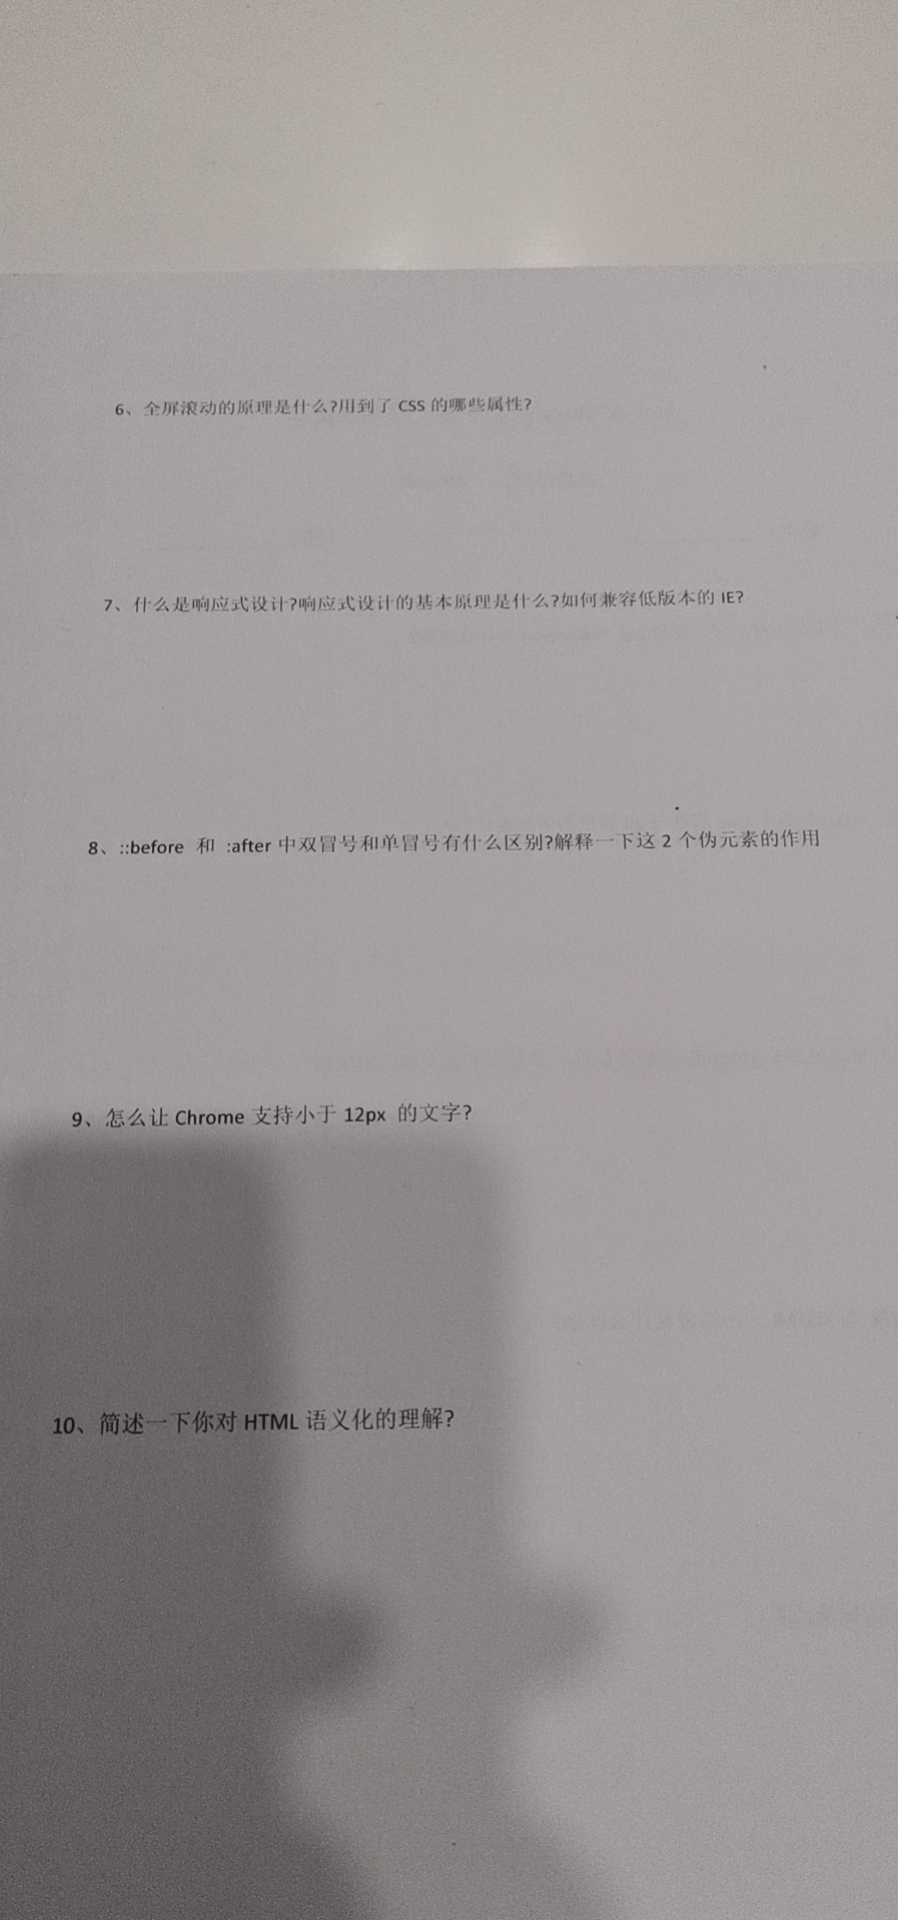 6、全屏滚动的原理是什么?用到了 CSS 的哪些属性?
7、什么是响应式设计?响应式设计的基本原理是什么?如何兼容低版本的 IE?
8、::before 和 :after 中双冒号和单冒号有什么区别?解释一下这 2 个伪元素的作用
9、怎么让 Chrome 支持小于 12px 的文字?
10、简述一下你对 HTML 语义化的理解?